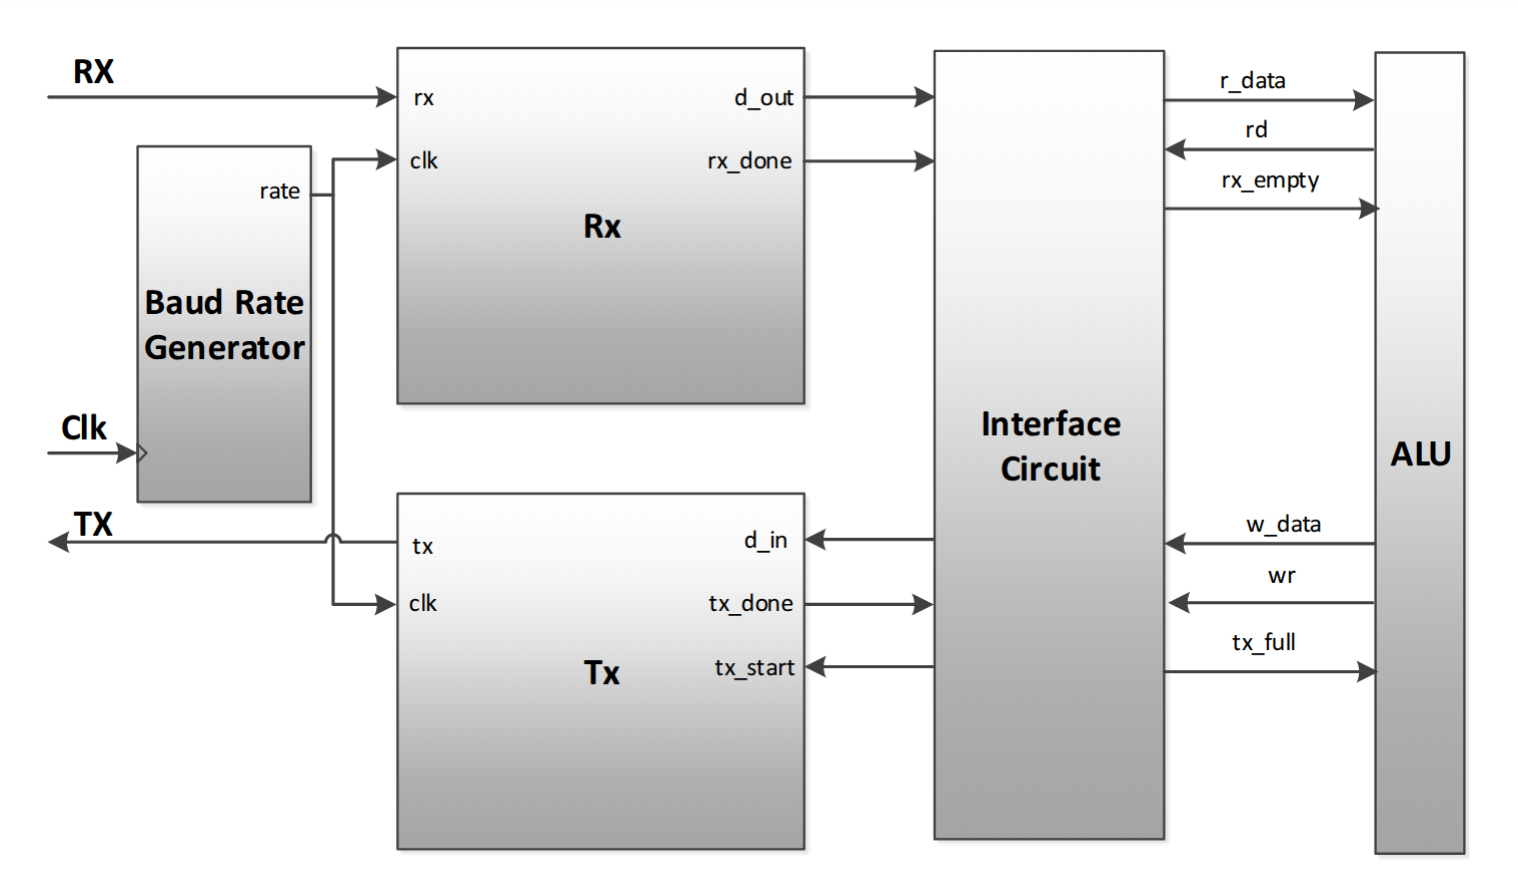 RX
rx
d_out
r_data
rd
clk
rx_done
rx_empty
rate
Rx
Baud Rate
Generator
Clk
Interface
Circuit
ALU
TX
tx
d_in
w_data
wr
clk
tx_done
tx_full
Tx
tx_start